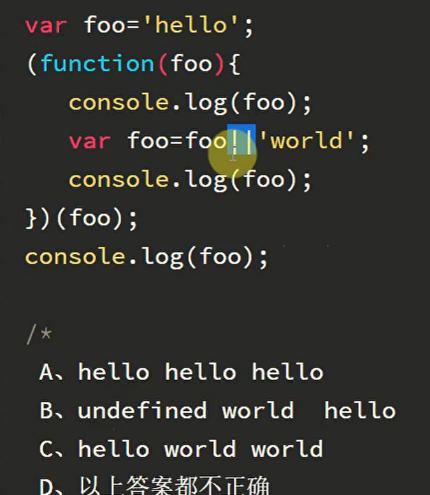 var foo='hello';
(function(foo){
console.log(foo);
var foo=foo||'world';
console.log(foo);
})(foo);
console.log(foo);
/*
A、hello hello hello
B、undefined world hello
C、hello world world
D、以上答案都不正确